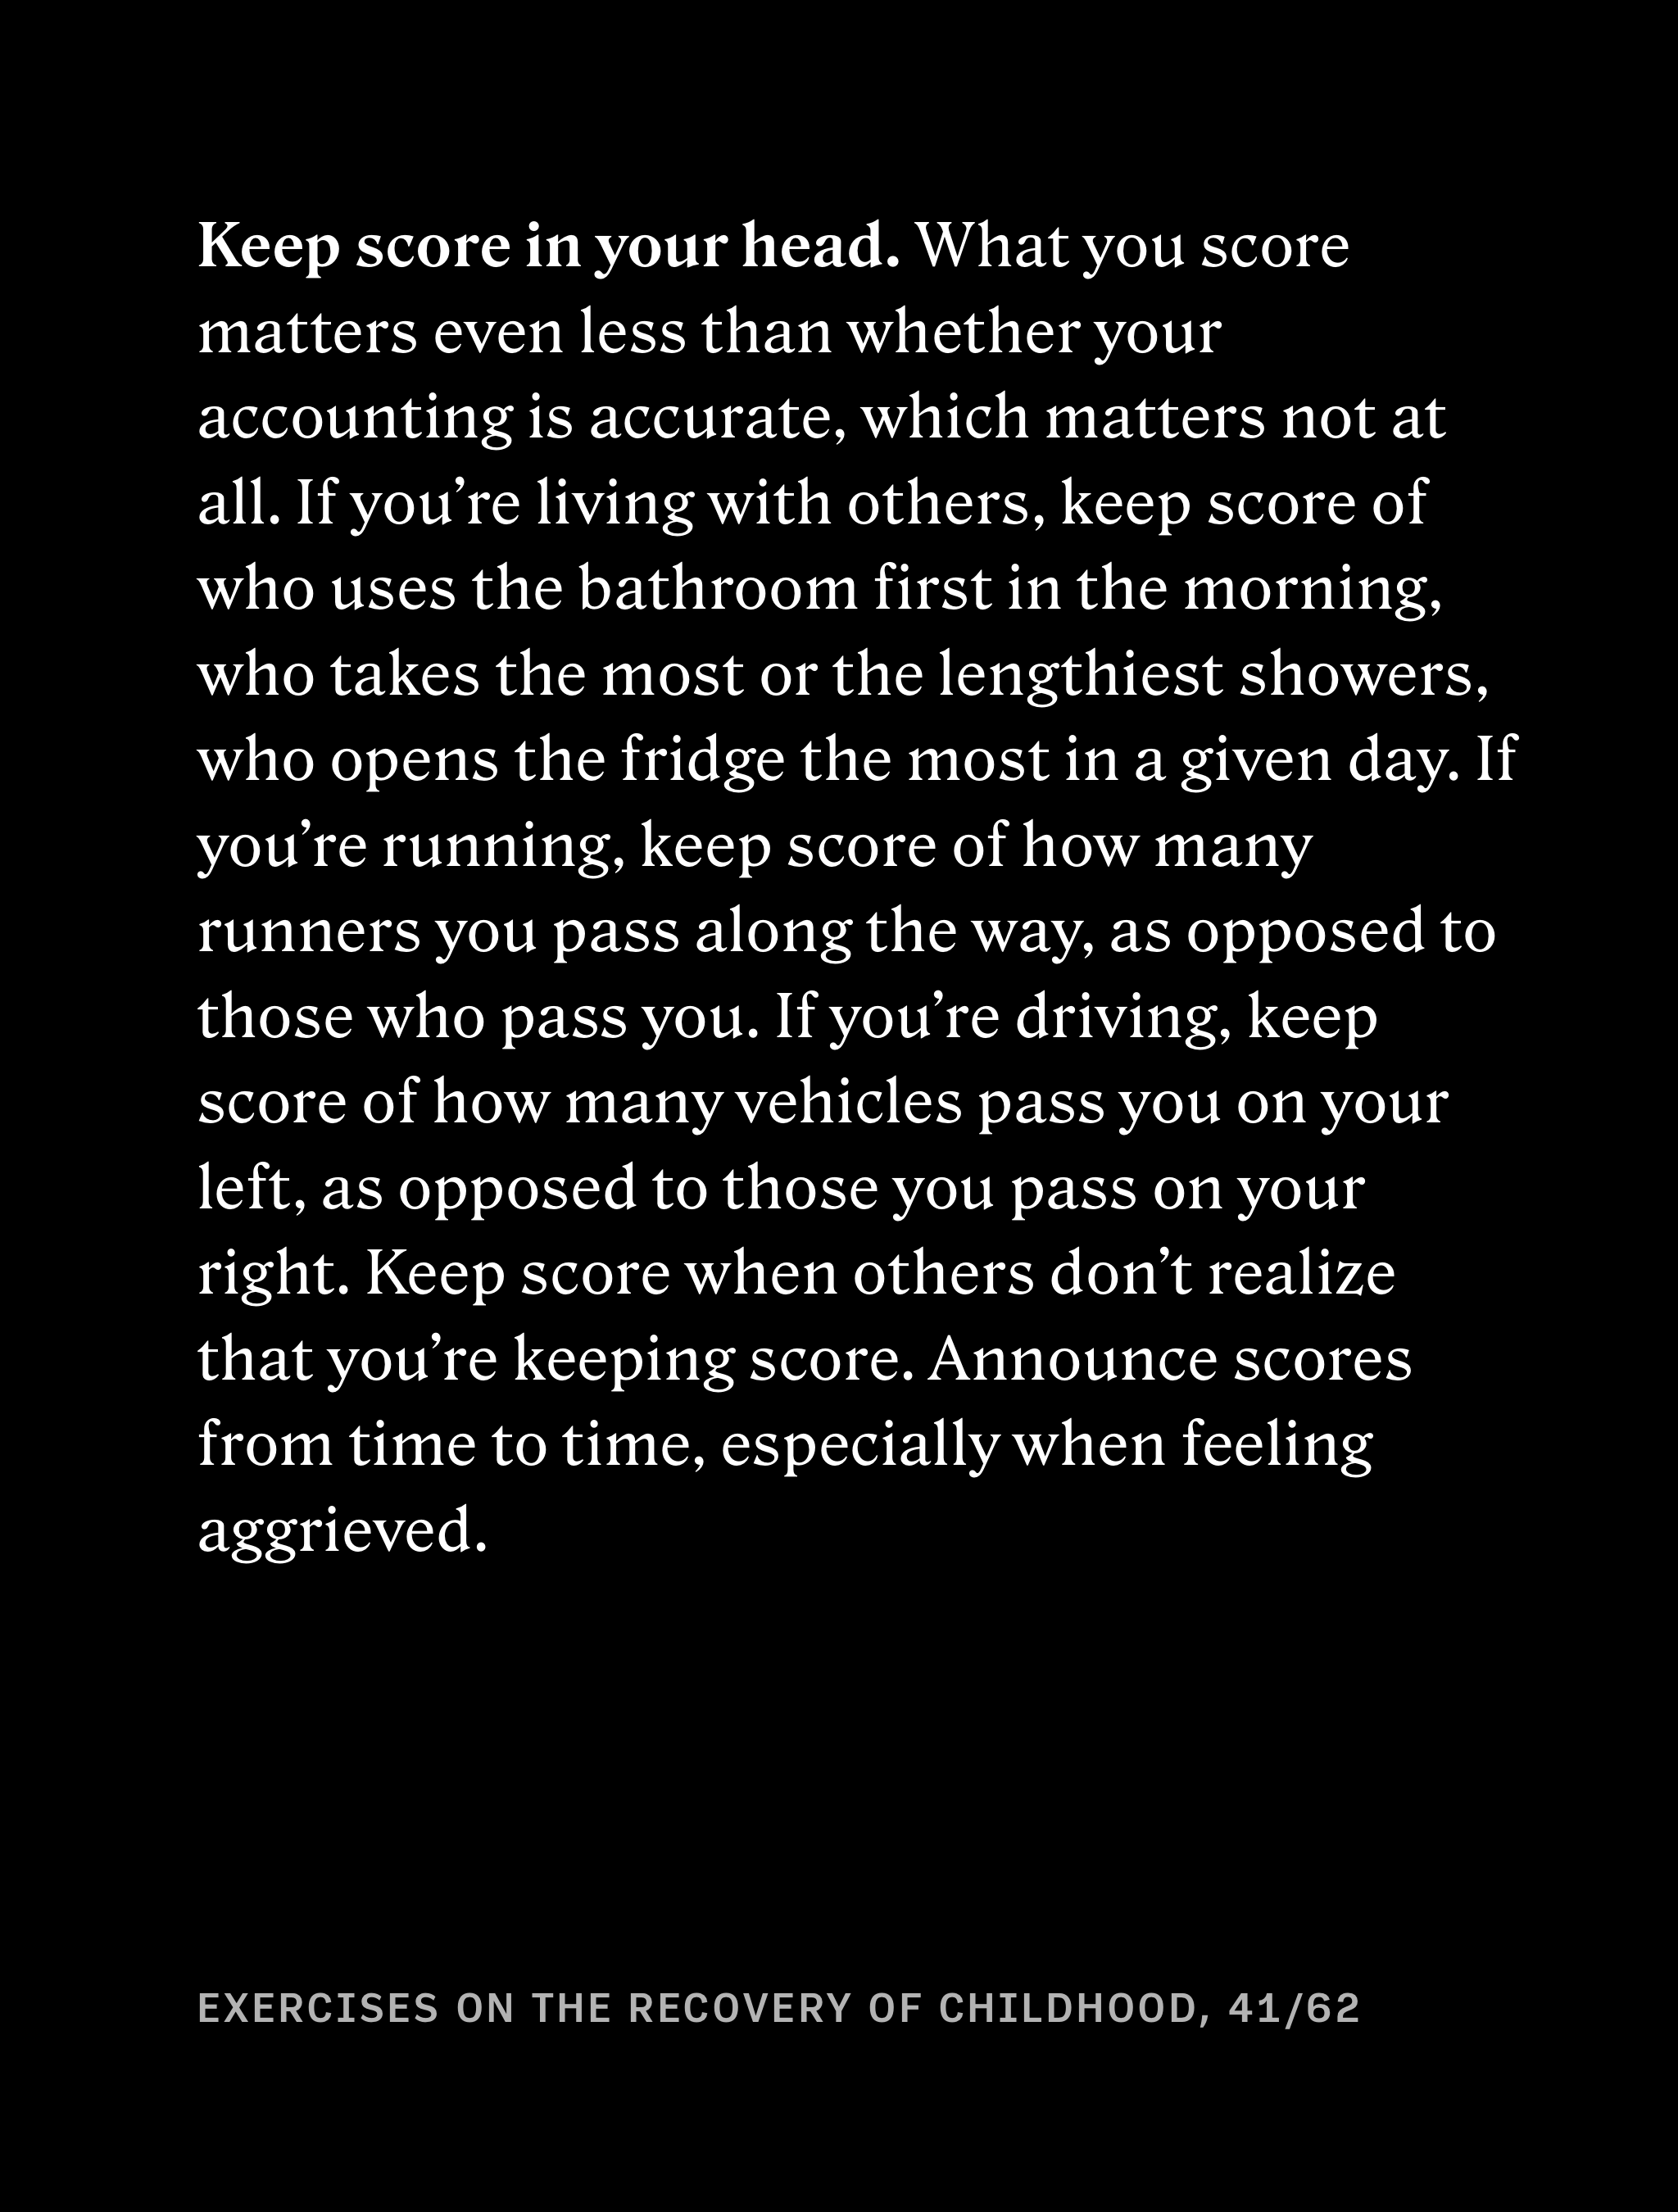 Keep score in your head. What you score
matters even less than whether your
accounting is accurate, which matters not at
all. If you’re living with others, keep score of
who uses the bathroom first in the morning,
who takes the most or the lengthiest showers,
who opens the fridge the most in a given day. If
you’re running, keep score of how many
runners you pass along the way, as opposed to
those who pass you. If you’re driving, keep
score of how many vehicles pass you on your
left, as opposed to those you pass on your
right. Keep score when others don’t realize
that you’re keeping score. Announce scores
from time to time, especially when feeling
aggrieved.
EXERCISES ON THE RECOVERY OF CHILDHOOD, 41/62